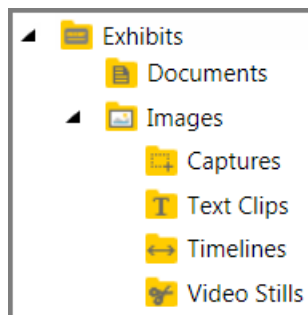 Exhibits
Documents
Images
Captures
Text Clips
Timelines
Video Stills